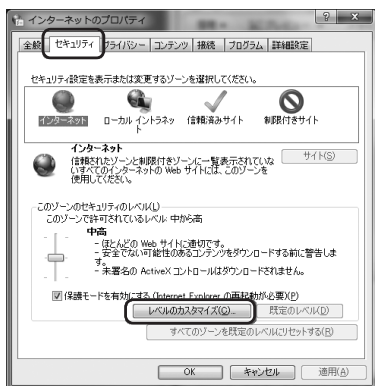 インターネットのプロパティ
全般 セキュリティ プライバシー コンテンツ 接続 プログラム 詳細設定
セキュリティ設定を表示または変更するゾーンを選択してください。
インターネット ローカル イントラネット 信頼済みサイト 制限付きサイト
インターネット
信頼されたゾーンと制限付きゾーンに一覧表示されていな
いすべてのインターネットの Web サイトには、このゾーンを
使用してください。
サイト(S)
このゾーンのセキュリティのレベル(L)
このゾーンで許可されているレベル: 中から高
中高
- ほとんどの Web サイトに適切です。
- 安全でない可能性のあるコンテンツをダウンロードする前に警告しま
す。
- 未署名の ActiveX コントロールはダウンロードされません。
保護モードを有効にする (Internet Explorer の再起動が必要)(P)
レベルのカスタマイズ(C)... 既定のレベル(D)
すべてのゾーンを既定のレベルにリセットする(R)
OK キャンセル 適用(A)